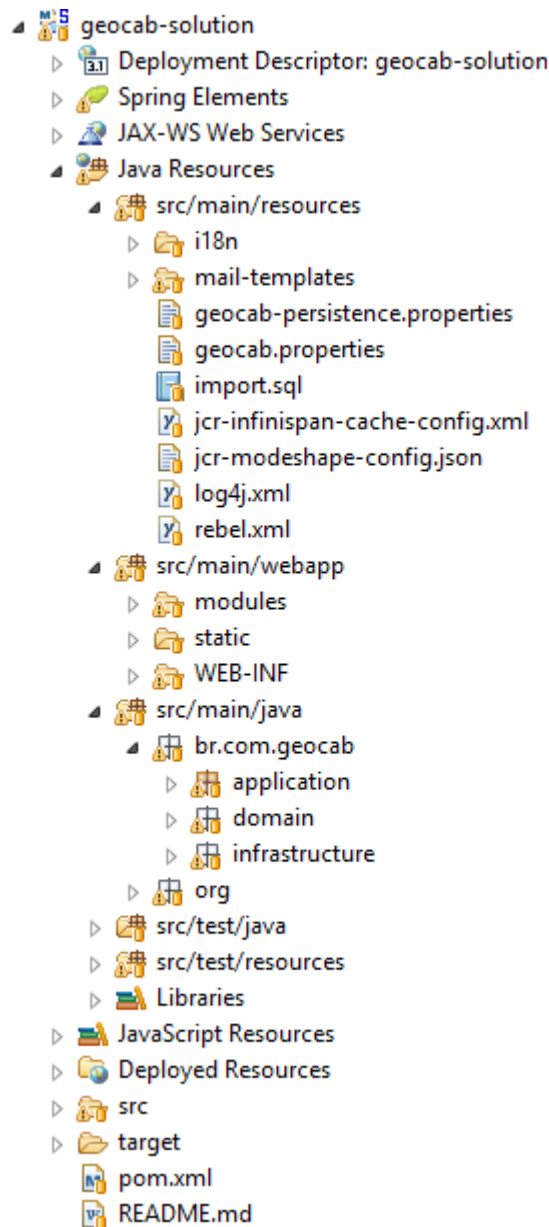 geocab-solution
Deployment Descriptor: geocab-solution
Spring Elements
JAX-WS Web Services
Java Resources
src/main/resources
i18n
mail-templates
geocab-persistence.properties
geocab.properties
import.sql
jcr-infinispan-cache-config.xml
jcr-modeshape-config.json
log4j.xml
rebel.xml
src/main/webapp
modules
static
WEB-INF
src/main/java
br.com.geocab
application
domain
infrastructure
org
src/test/java
src/test/resources
Libraries
JavaScript Resources
Deployed Resources
src
target
pom.xml
README.md